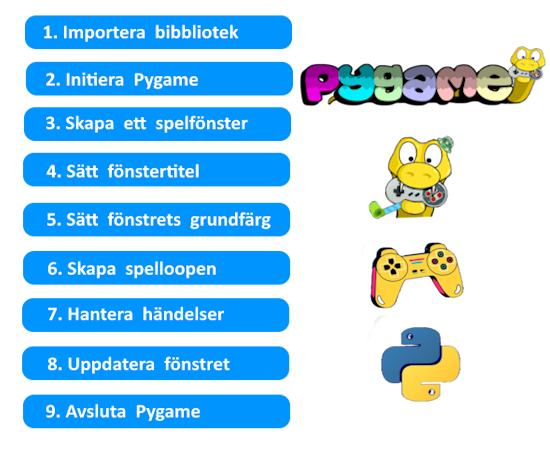 1. Importera bibbliotek
2. Initiera Pygame
pygame
3. Skapa ett spelfönster
4. Sätt fönstertitel
5. Sätt fönstrets grundfärg
6. Skapa spelloopen
7. Hantera händelser
8. Uppdatera fönstret
9. Avsluta Pygame